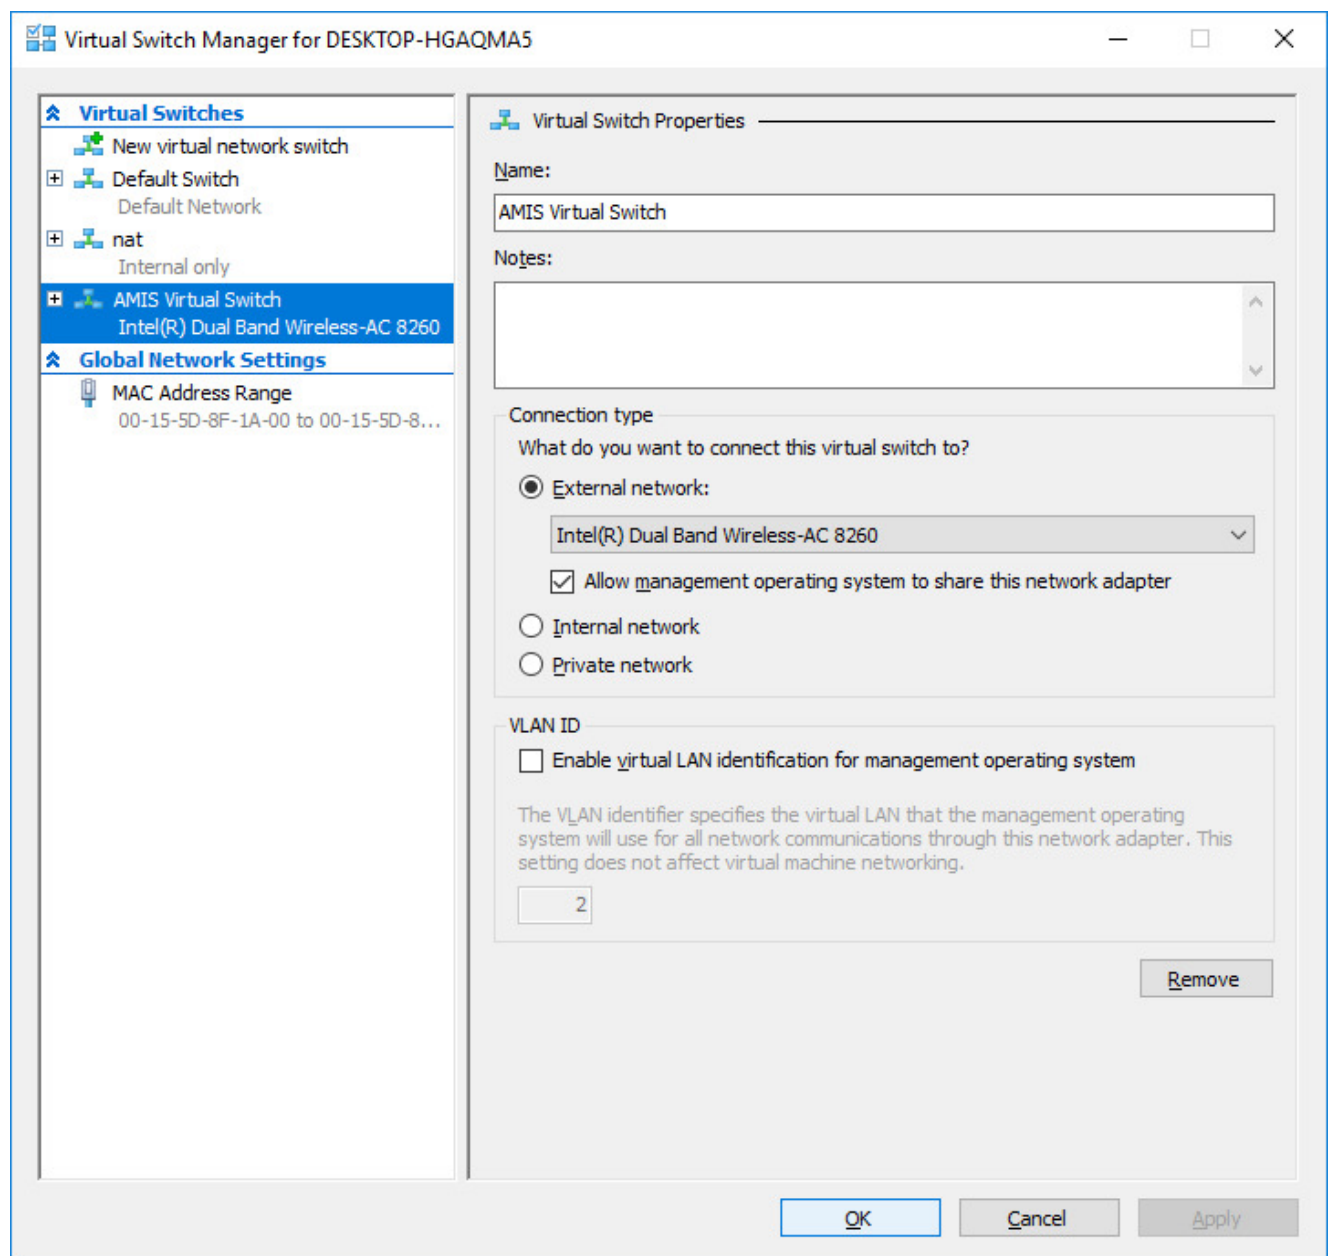 Virtual Switch Manager for DESKTOP-HGAQMA5
Virtual Switches
New virtual network switch
Default Switch
Default Network
nat
Internal only
AMIS Virtual Switch
Intel(R) Dual Band Wireless-AC 8260
Global Network Settings
MAC Address Range
00-15-5D-8F-1A-00 to 00-15-5D-8...
Virtual Switch Properties
Name:
AMIS Virtual Switch
Notes:
Connection type
What do you want to connect this virtual switch to?
External network:
Intel(R) Dual Band Wireless-AC 8260
Allow management operating system to share this network adapter
Internal network
Private network
VLAN ID
Enable virtual LAN identification for management operating system
The VLAN identifier specifies the virtual LAN that the management operating
system will use for all network communications through this network adapter. This
setting does not affect virtual machine networking.
2
Remove
OK
Cancel
Apply